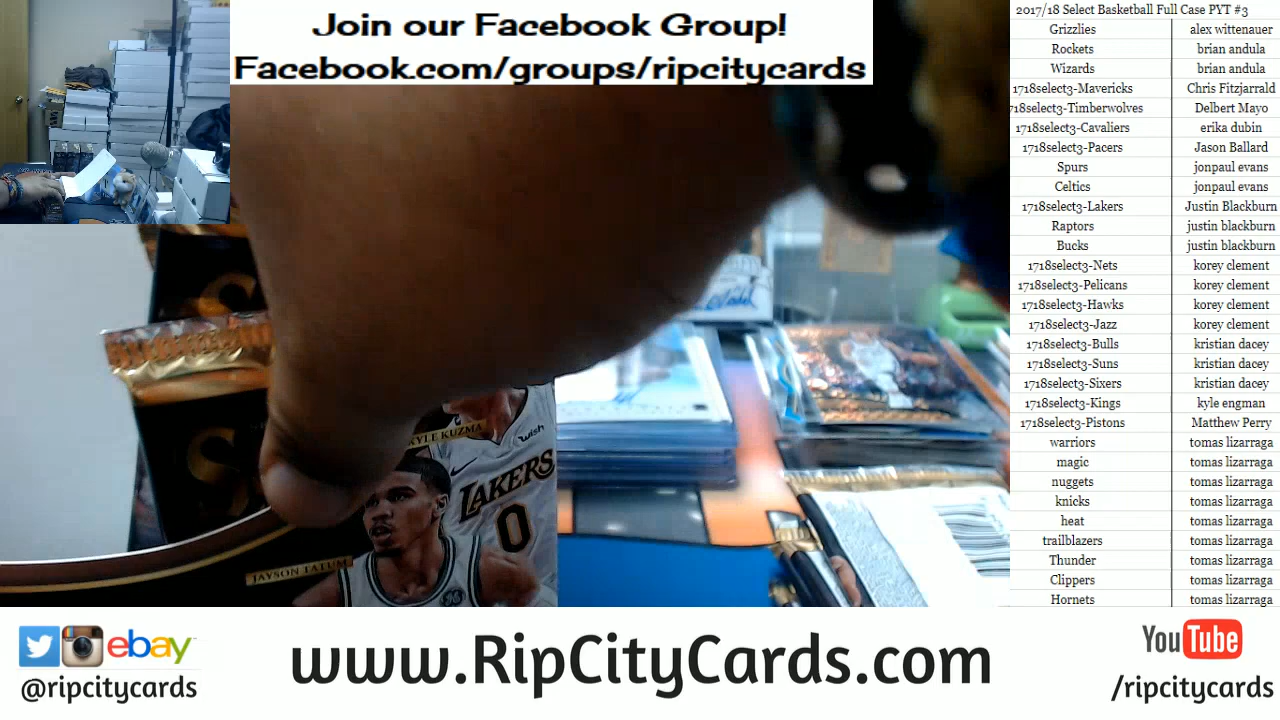 Join our Facebook Group!
Facebook.com/groups/ripcitycards
2017/18 Select Basketball Full Case PYT #3
Grizzlies alex wittenauer
Rockets brian andula
Wizards brian andula
1718select3-Mavericks Chris Fitzjarrald
1718select3-Timberwolves Delbert Mayo
1718select3-Cavaliers erika dubin
1718select3-Pacers Jason Ballard
Spurs jonpaul evans
Celtics jonpaul evans
1718select3-Lakers Justin Blackburn
Raptors justin blackburn
Bucks justin blackburn
1718select3-Nets korey clement
1718select3-Pelicans korey clement
1718select3-Hawks korey clement
1718select3-Jazz korey clement
1718select3-Bulls kristian dacey
1718select3-Suns kristian dacey
1718select3-Sixers kristian dacey
1718select3-Kings kyle engman
1718select3-Pistons Matthew Perry
warriors tomas lizarraga
magic tomas lizarraga
nuggets tomas lizarraga
knicks tomas lizarraga
heat tomas lizarraga
trailblazers tomas lizarraga
Thunder tomas lizarraga
Clippers tomas lizarraga
Hornets tomas lizarraga
KYLE KUZMA
wish
LAKERS
0
JAYSON TATUM
ebay
@ripcitycards
www.RipCityCards.com
YouTube
/ripcitycards